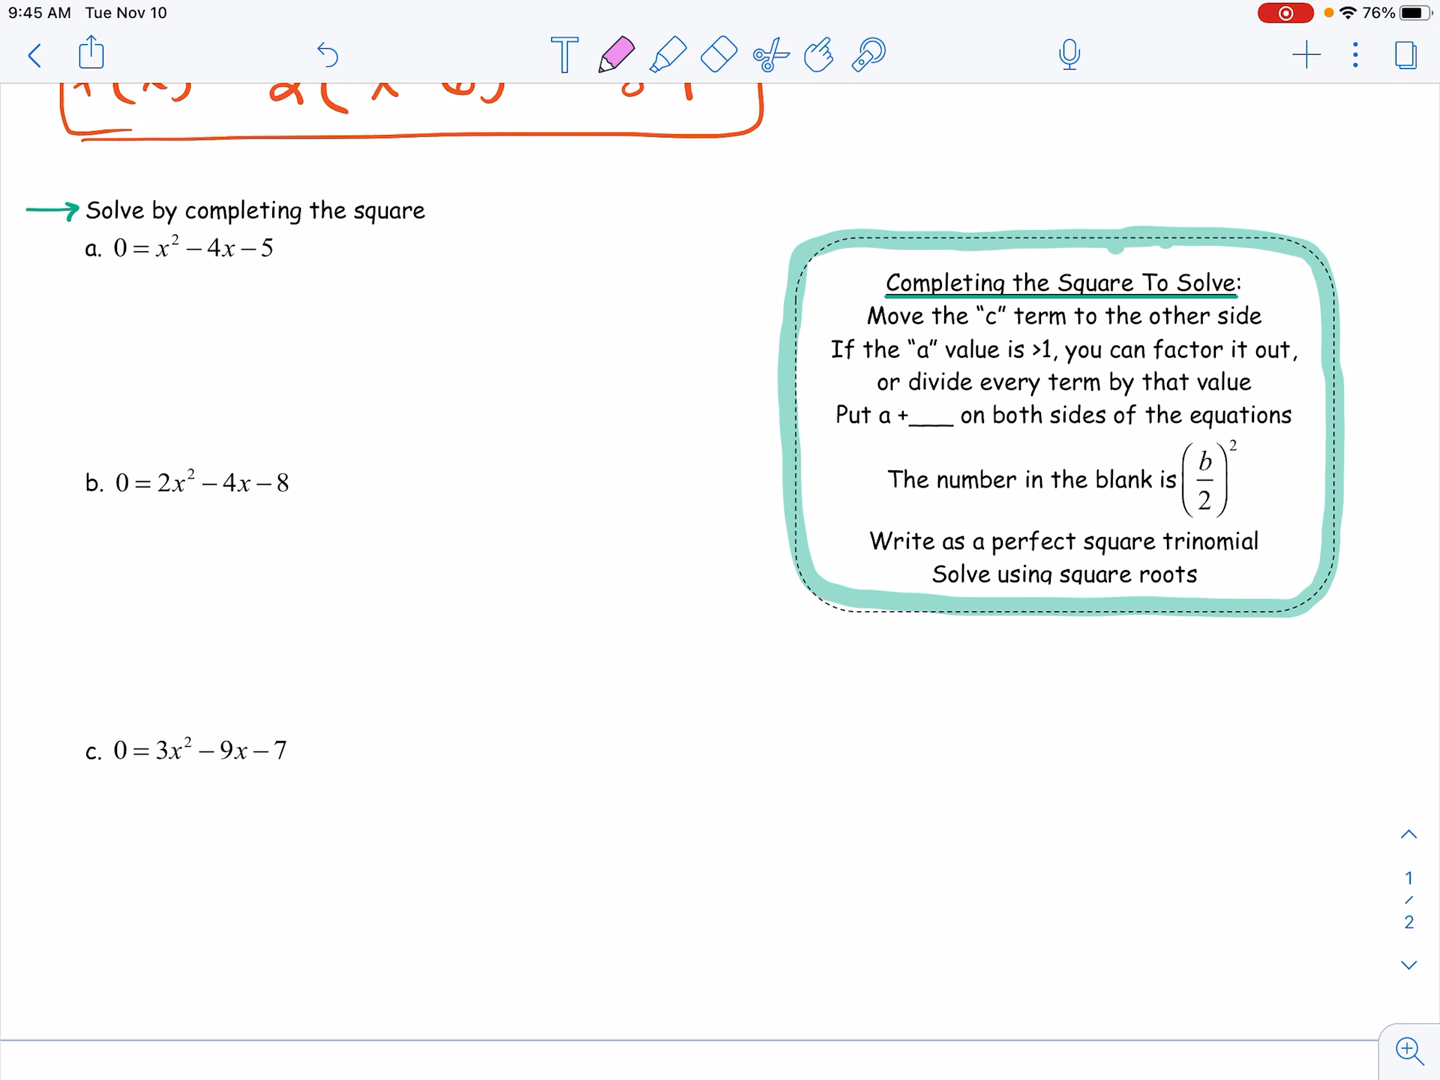 9:45 AM Tue Nov 10
76%
Solve by completing the square
a. 0 = x² − 4x − 5
Completing the Square To Solve:
Move the “c” term to the other side
If the “a” value is >1, you can factor it out,
or divide every term by that value
Put a +___ on both sides of the equations
The number in the blank is (b/2)²
Write as a perfect square trinomial
Solve using square roots
b. 0 = 2x² − 4x − 8
c. 0 = 3x² − 9x − 7
1
/
2